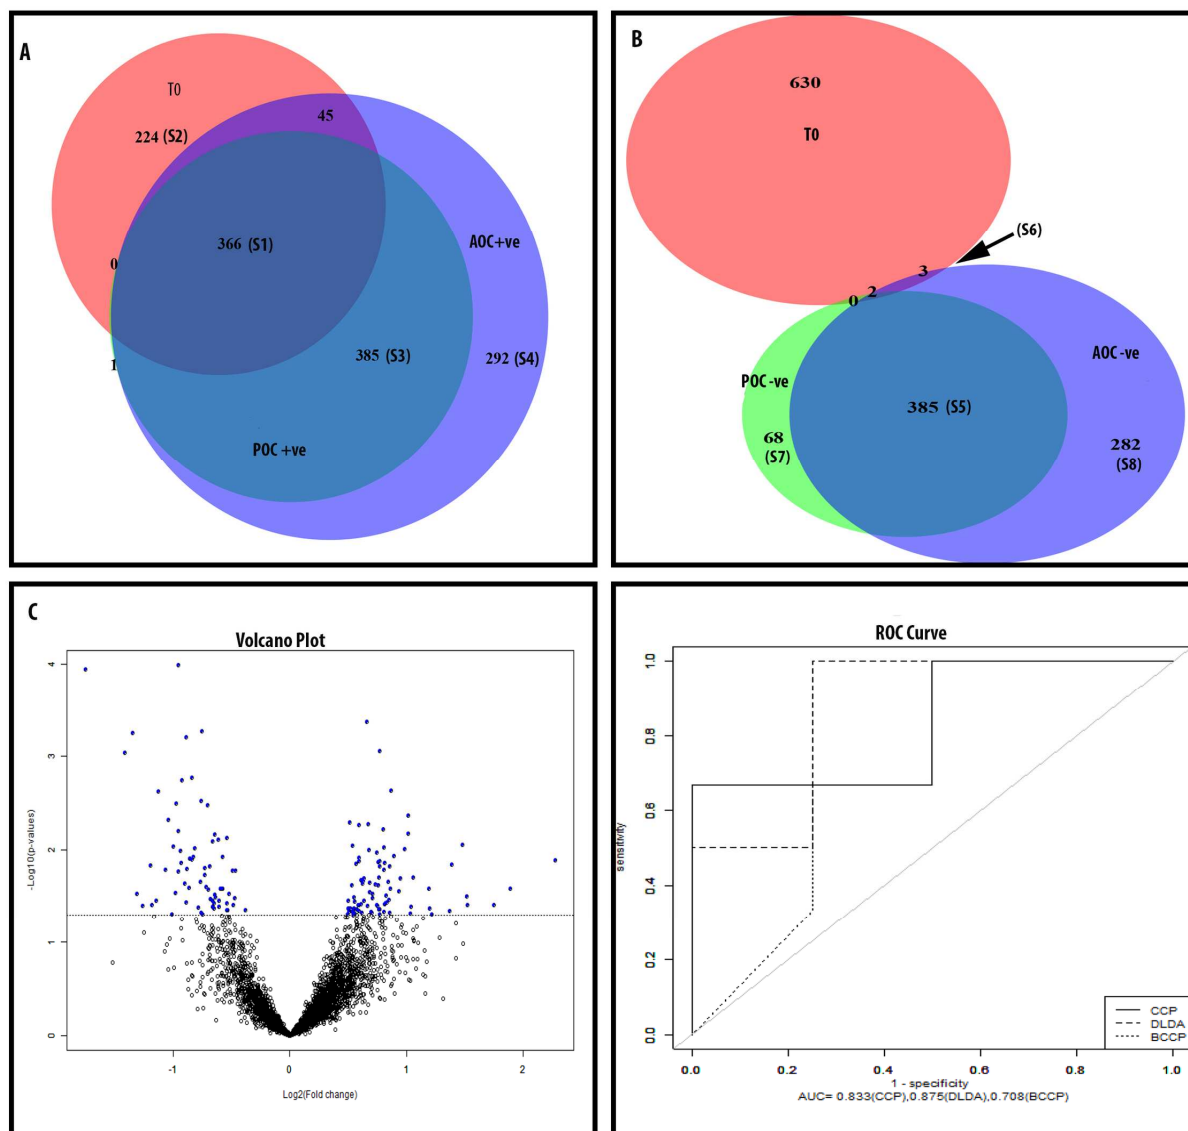 A
T0
224 (S2)
45
366 (S1)
AOC+ve
0
385 (S3)
292 (S4)
1
POC +ve
B
630
T0
(S6)
3
2
0
POC -ve
AOC -ve
385 (S5)
68
(S7)
282
(S8)
C
Volcano Plot
4
3
2
1
0
-Log10(p-values)
-1 0 1 2
Log2(Fold change)
ROC Curve
1.0
0.8
0.6
0.4
0.2
0.0
sensitivity
CCP
DLDA
BCCP
0.0 0.2 0.4 0.6 0.8 1.0
1 - specificity
AUC= 0.833(CCP),0.875(DLDA),0.708(BCCP)